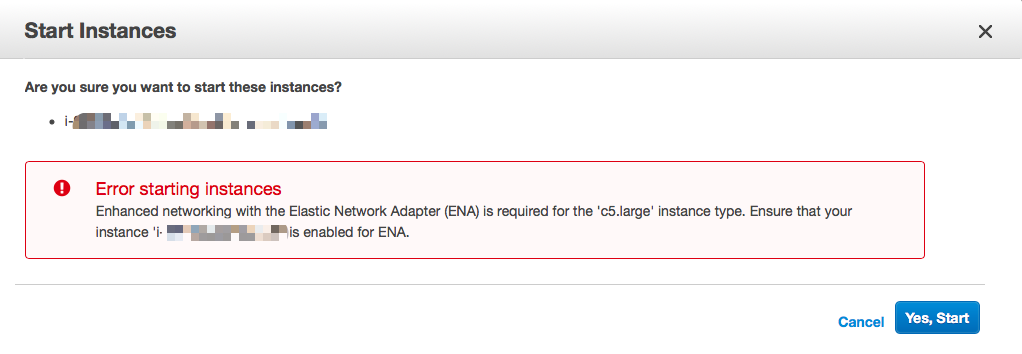 Start Instances
Are you sure you want to start these instances?
• i-
Error starting instances
Enhanced networking with the Elastic Network Adapter (ENA) is required for the 'c5.large' instance type. Ensure that your
instance 'i- is enabled for ENA.
Cancel
Yes, Start